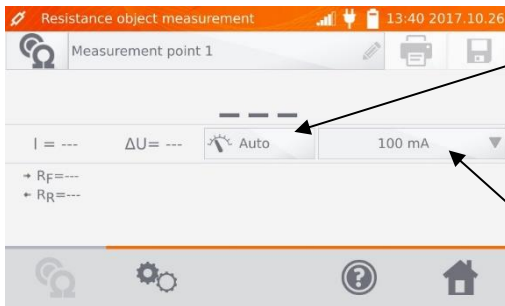 Resistance object measurement 13:40 2017.10.26
Measurement point 1
--- 
I = --- ΔU= --- Auto 100 mA
→ RF=---
← RR=---